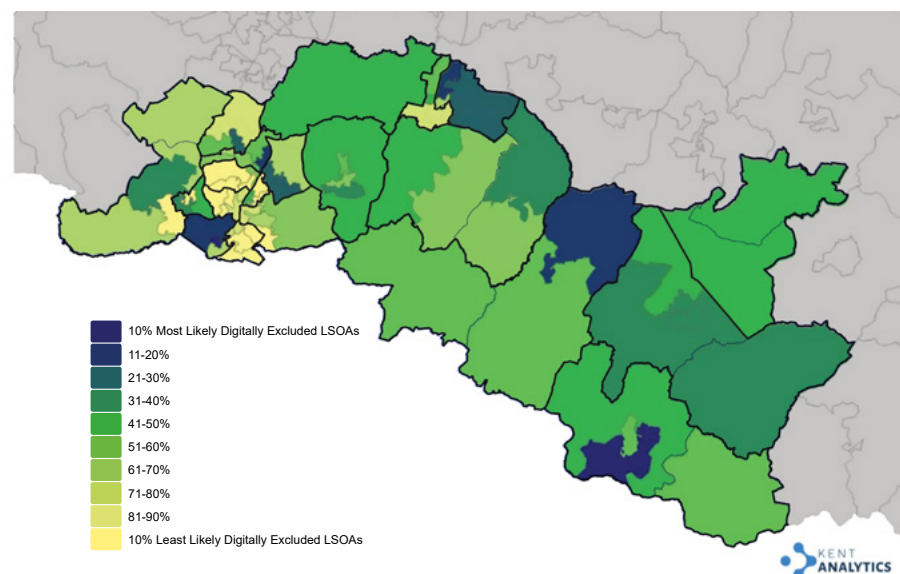 10% Most Likely Digitally Excluded LSOAs
11-20%
21-30%
31-40%
41-50%
51-60%
61-70%
71-80%
81-90%
10% Least Likely Digitally Excluded LSOAs
KENT
ANALYTICS